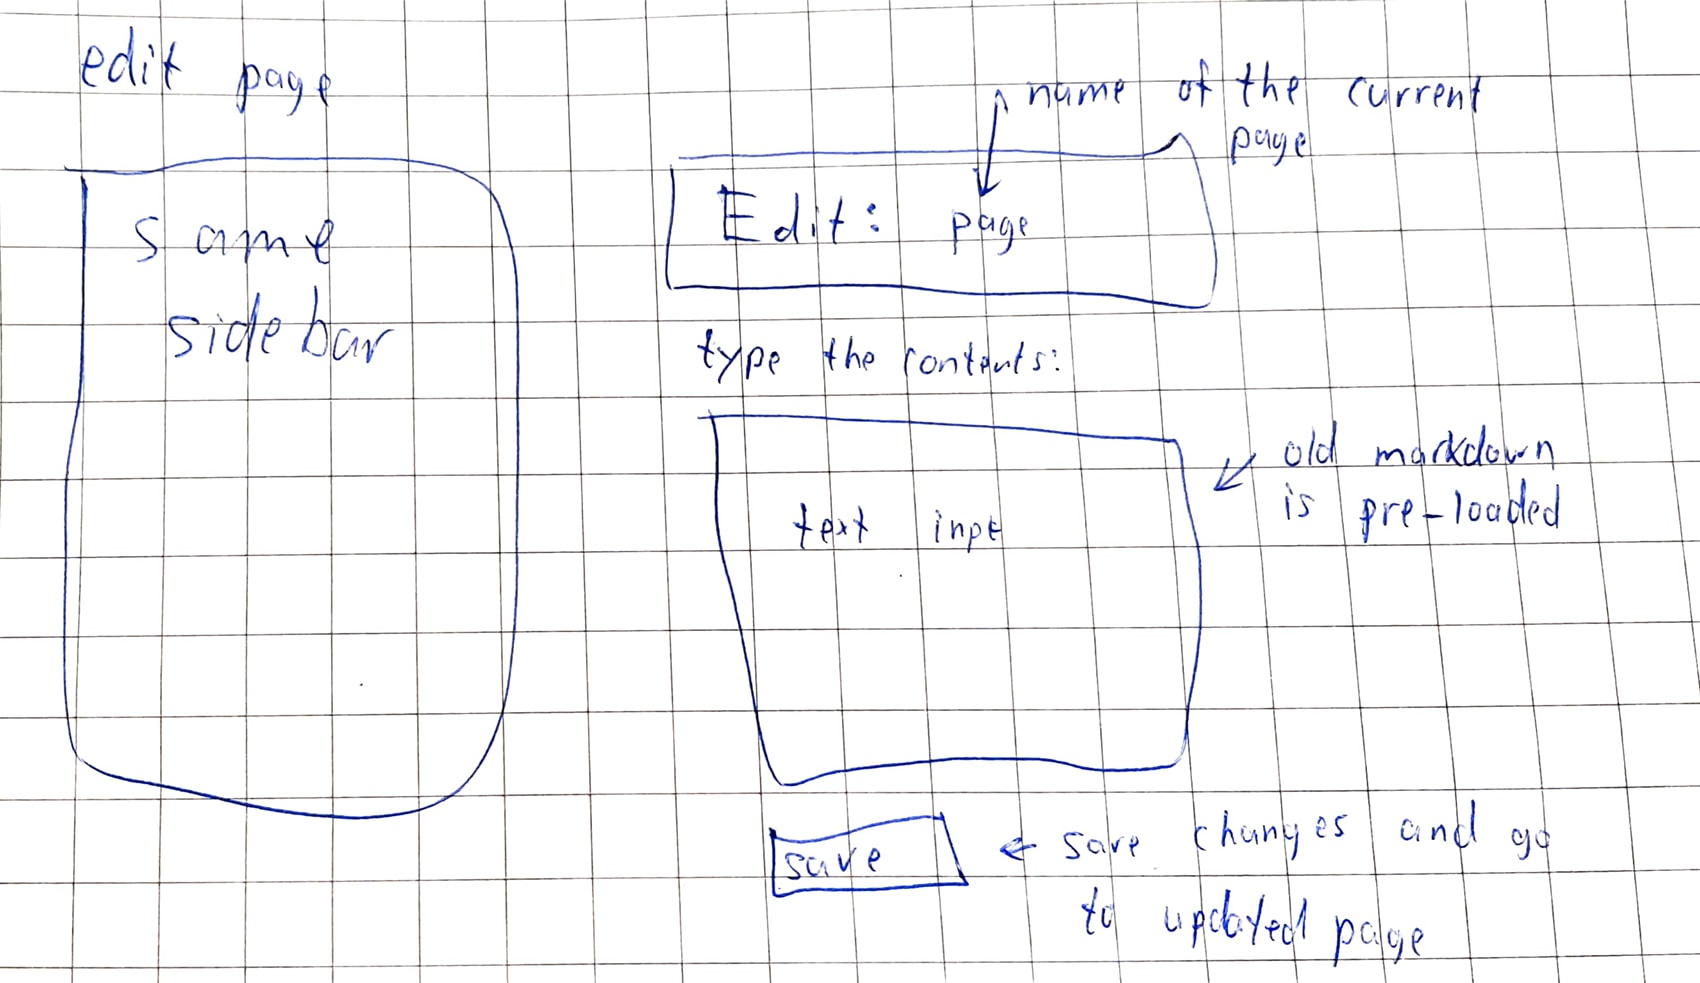 edit page
name of the current
page
same
sidebar
Edit: page
type the contents:
old markdown
is pre-loaded
text inpt
save
← save changes and go
to updated page